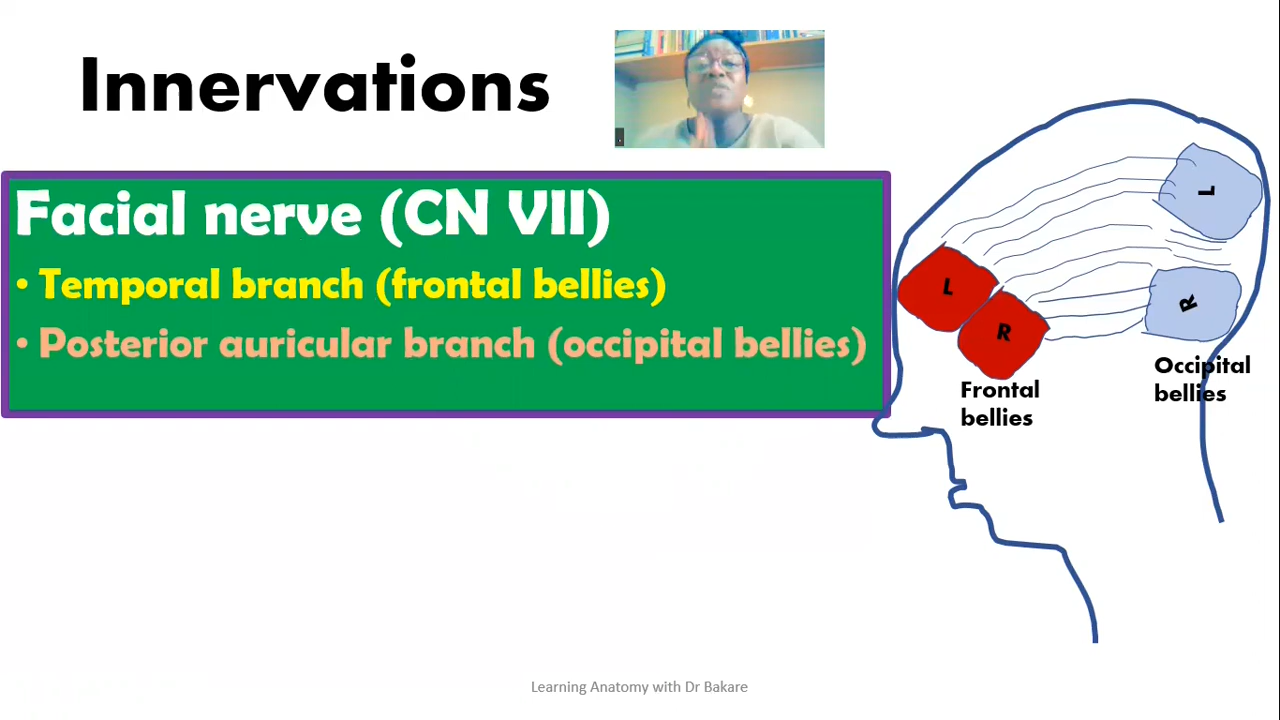 Innervations
Facial nerve (CN VII)
• Temporal branch (frontal bellies)
• Posterior auricular branch (occipital bellies)
L
R
L
R
Frontal
bellies
Occipital
bellies
Learning Anatomy with Dr Bakare